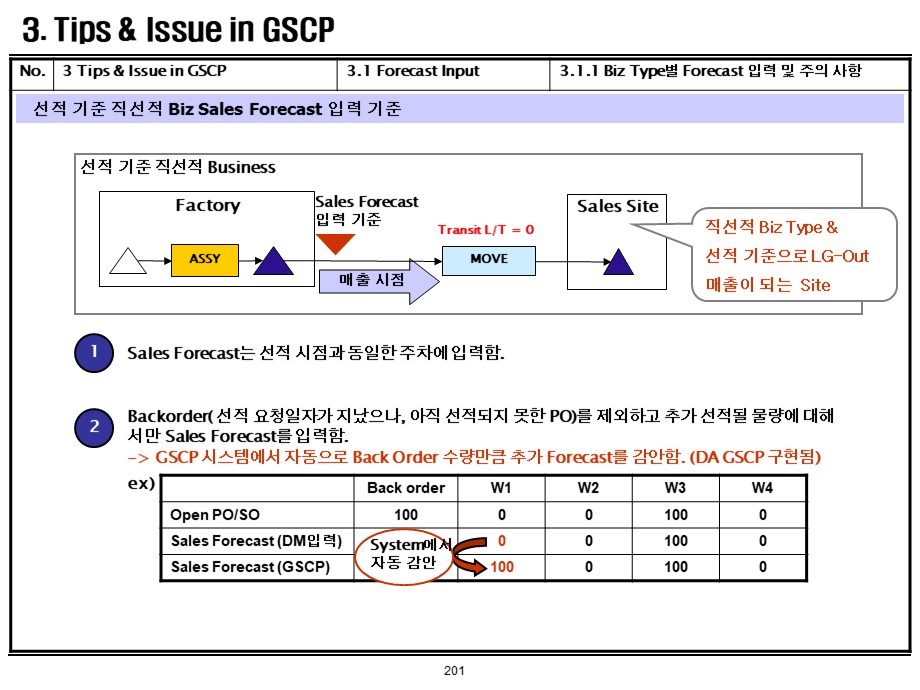 3. Tips & Issue in GSCP
No. 3 Tips & Issue in GSCP 3.1 Forecast Input 3.1.1 Biz Type별 Forecast 입력 및 주의 사항
선적 기준 직선적 Biz Sales Forecast 입력 기준
선적 기준 직선적 Business
Factory
Sales Forecast
입력 기준
Transit L/T = 0
Sales Site
ASSY
MOVE
매출 시점
직선적 Biz Type &
선적 기준으로 LG-Out
매출이 되는 Site
1 Sales Forecast는 선적 시점과 동일한 주차에 입력함.
2 Backorder( 선적 요청일자가 지났으나, 아직 선적되지 못한 PO)를 제외하고 추가 선적될 물량에 대해
서만 Sales Forecast를 입력함.
–> GSCP 시스템에서 자동으로 Back Order 수량만큼 추가 Forecast를 감안함. (DA GSCP 구현됨)
ex)
Back order W1 W2 W3 W4
Open PO/SO 100 0 0 100 0
Sales Forecast (DM입력) 0 0 100 0
Sales Forecast (GSCP) 100 0 100 0
System에서
자동 감안
201